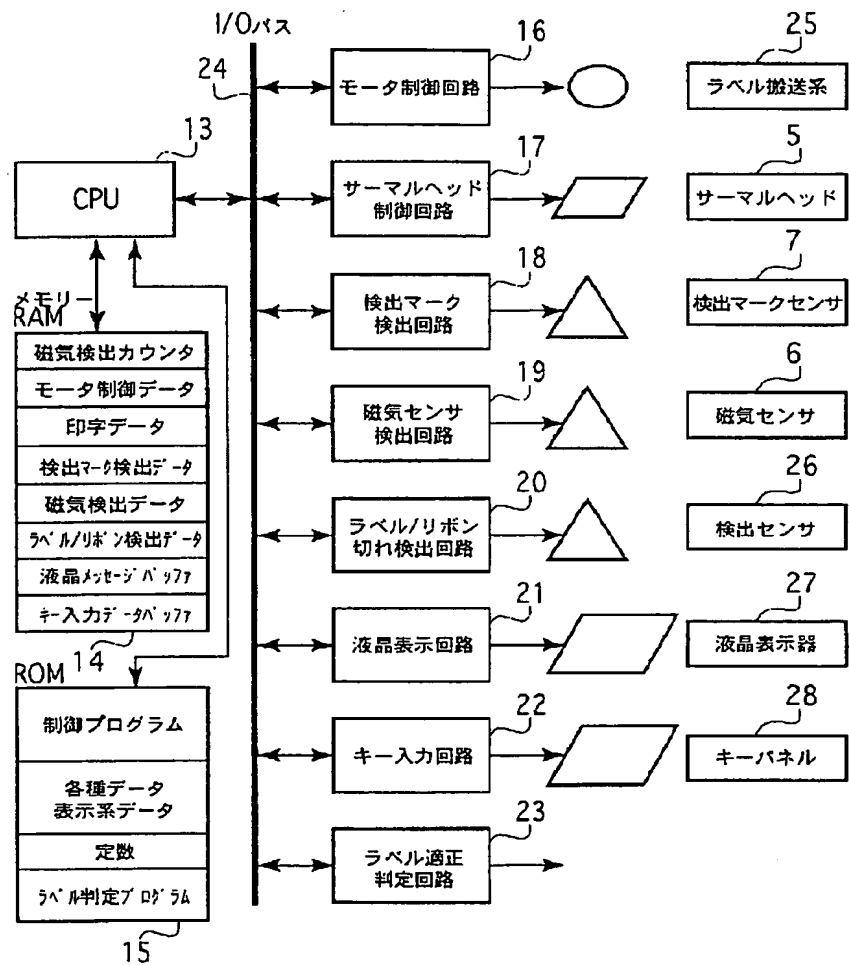 I/Oバス
24
13
CPU
メモリー
RAM
磁気検出カウンタ
モータ制御データ
印字データ
検出マーク検出データ
磁気検出データ
ラベル/リボン検出データ
液晶メッセージバッファ
キー入力データバッファ
14
ROM
制御プログラム
各種データ
表示系データ
定数
ラベル判定プログラム
15
16
モータ制御回路
25
ラベル搬送系
17
サーマルヘッド
制御回路
5
サーマルヘッド
18
検出マーク
検出回路
7
検出マークセンサ
19
磁気センサ
検出回路
6
磁気センサ
20
ラベル/リボン
切れ検出回路
26
検出センサ
21
液晶表示回路
27
液晶表示器
22
キー入力回路
28
キーパネル
23
ラベル適正
判定回路